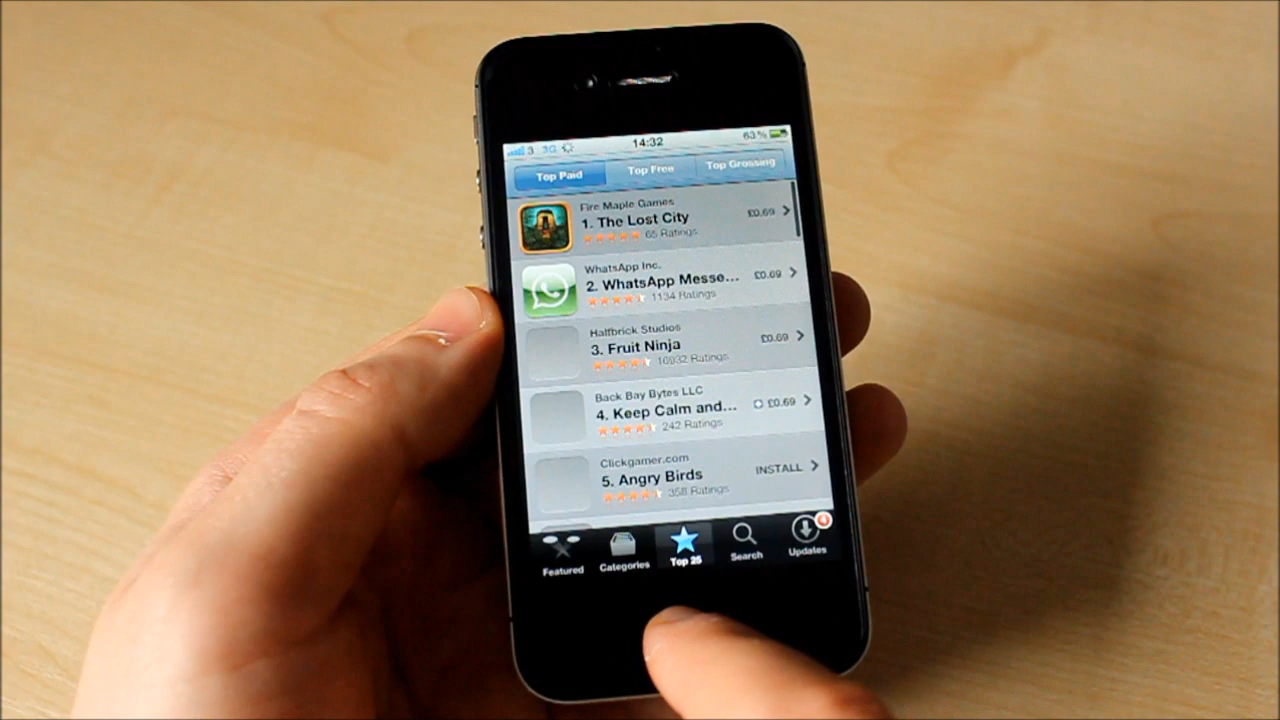 3 3G 14:32 63%
Top Paid Top Free Top Grossing
Fire Maple Games
1. The Lost City £0.69
65 Ratings
WhatsApp Inc.
2. WhatsApp Messe... £0.69
1134 Ratings
Halfbrick Studios
3. Fruit Ninja £0.69
16932 Ratings
Back Bay Bytes LLC
4. Keep Calm and... £0.69
242 Ratings
Clickgamer.com
5. Angry Birds INSTALL
358 Ratings
Featured Categories Top 25 Search Updates